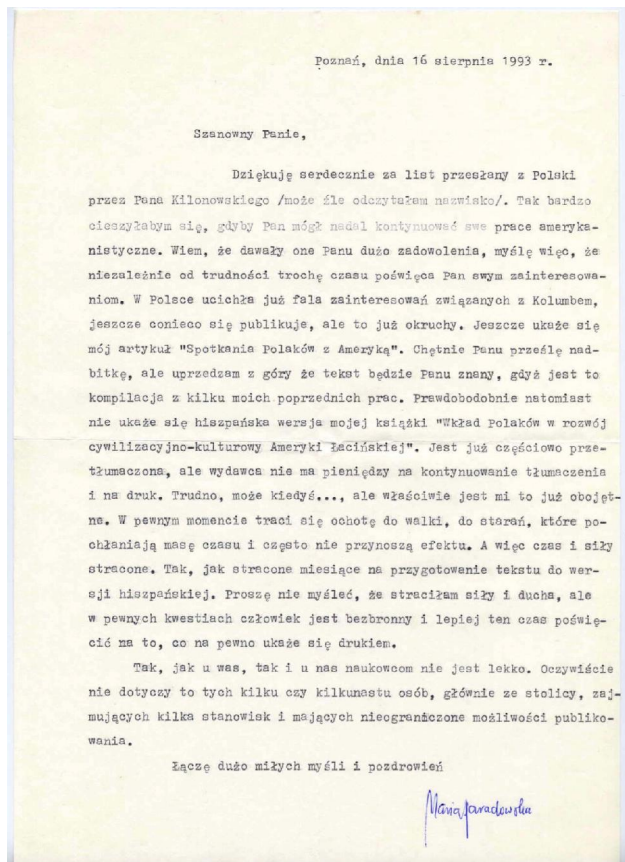 Poznań, dnia 16 sierpnia 1993 r.
Szanowny Panie,
Dziękuję serdecznie za list przesłany z Polski
przez Pana Kilonowskiego /może źle odczytałam nazwisko/. Tak bardzo
cieszyłabym się, gdyby Pan mógł nadal kontynuować swe prace ameryka-
nistyczne. Wiem, że dawały one Panu dużo zadowolenia, myślę więc, że
niezależnie od trudności trochę czasu poświęca Pan swym zainteresowa-
niom. W Polsce ucichła już fala zainteresowań związanych z Kolumbem,
jeszcze conieco się publikuje, ale to już okruchy. Jeszcze ukaże się
mój artykuł "Spotkania Polaków z Ameryką". Chętnie Panu prześlę nad-
bitkę, ale uprzedzam z góry że tekst będzie Panu znany, gdyż jest to
kompilacja z kilku moich poprzednich prac. Prawdobobodnie natomiast
nie ukaże się hiszpańska wersja mojej książki "Wkład Polaków w rozwój
cywilizacyjno-kulturowy Ameryki Łacińskiej". Jest już częściowo prze-
tłumaczona, ale wydawca nie ma pieniędzy na kontynuowanie tłumaczenia
i na druk. Trudno, może kiedyś..., ale właściwie jest mi to już obojęt-
ne. W pewnym momencie traci się ochotę do walki, do starań, które po-
chłaniają masę czasu i często nie przynoszą efektu. A więc czas i siły
stracone. Tak, jak stracone miesiące na przygotowanie tekstu do wer-
sji hiszpańskiej. Proszę nie myśleć, że straciłam siły i ducha, ale
w pewnych kwestiach człowiek jest bezbronny i lepiej ten czas poświę-
cić na to, co na pewno ukaże się drukiem.
Tak, jak u was, tak i u nas naukowcom nie jest lekko. Oczywiście
nie dotyczy to tych kilku czy kilkunastu osób, głównie ze stolicy, zaj-
mujących kilka stanowisk i mających nieograniczone możliwości publiko-
wania.
Łączę dużo miłych myśli i pozdrowień
Maria Paradowska